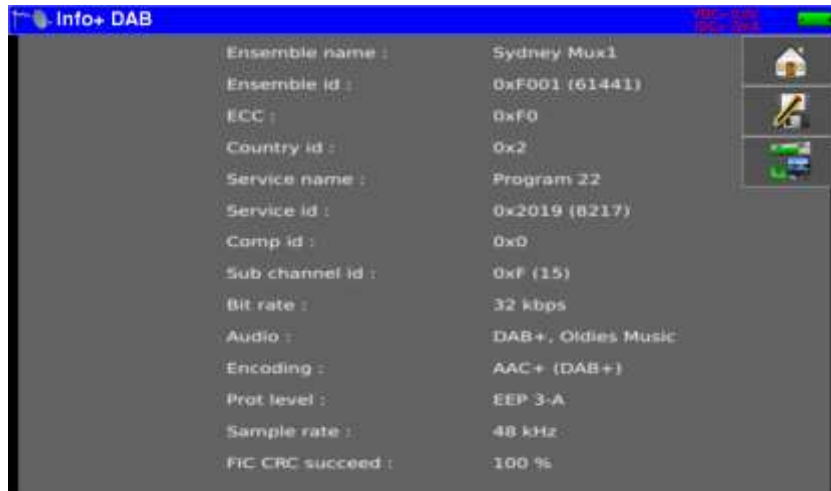 Info+ DAB
Ensemble name : Sydney Mux1
Ensemble id : 0xF001 (61441)
ECC : 0xF0
Country id : 0x2
Service name : Program 22
Service id : 0x2019 (8217)
Comp id : 0x0
Sub channel id : 0xF (15)
Bit rate : 32 kbps
Audio : DAB+, Oldies Music
Encoding : AAC+ (DAB+)
Prot level : EEP 3-A
Sample rate : 48 kHz
FIC CRC succeed : 100 %